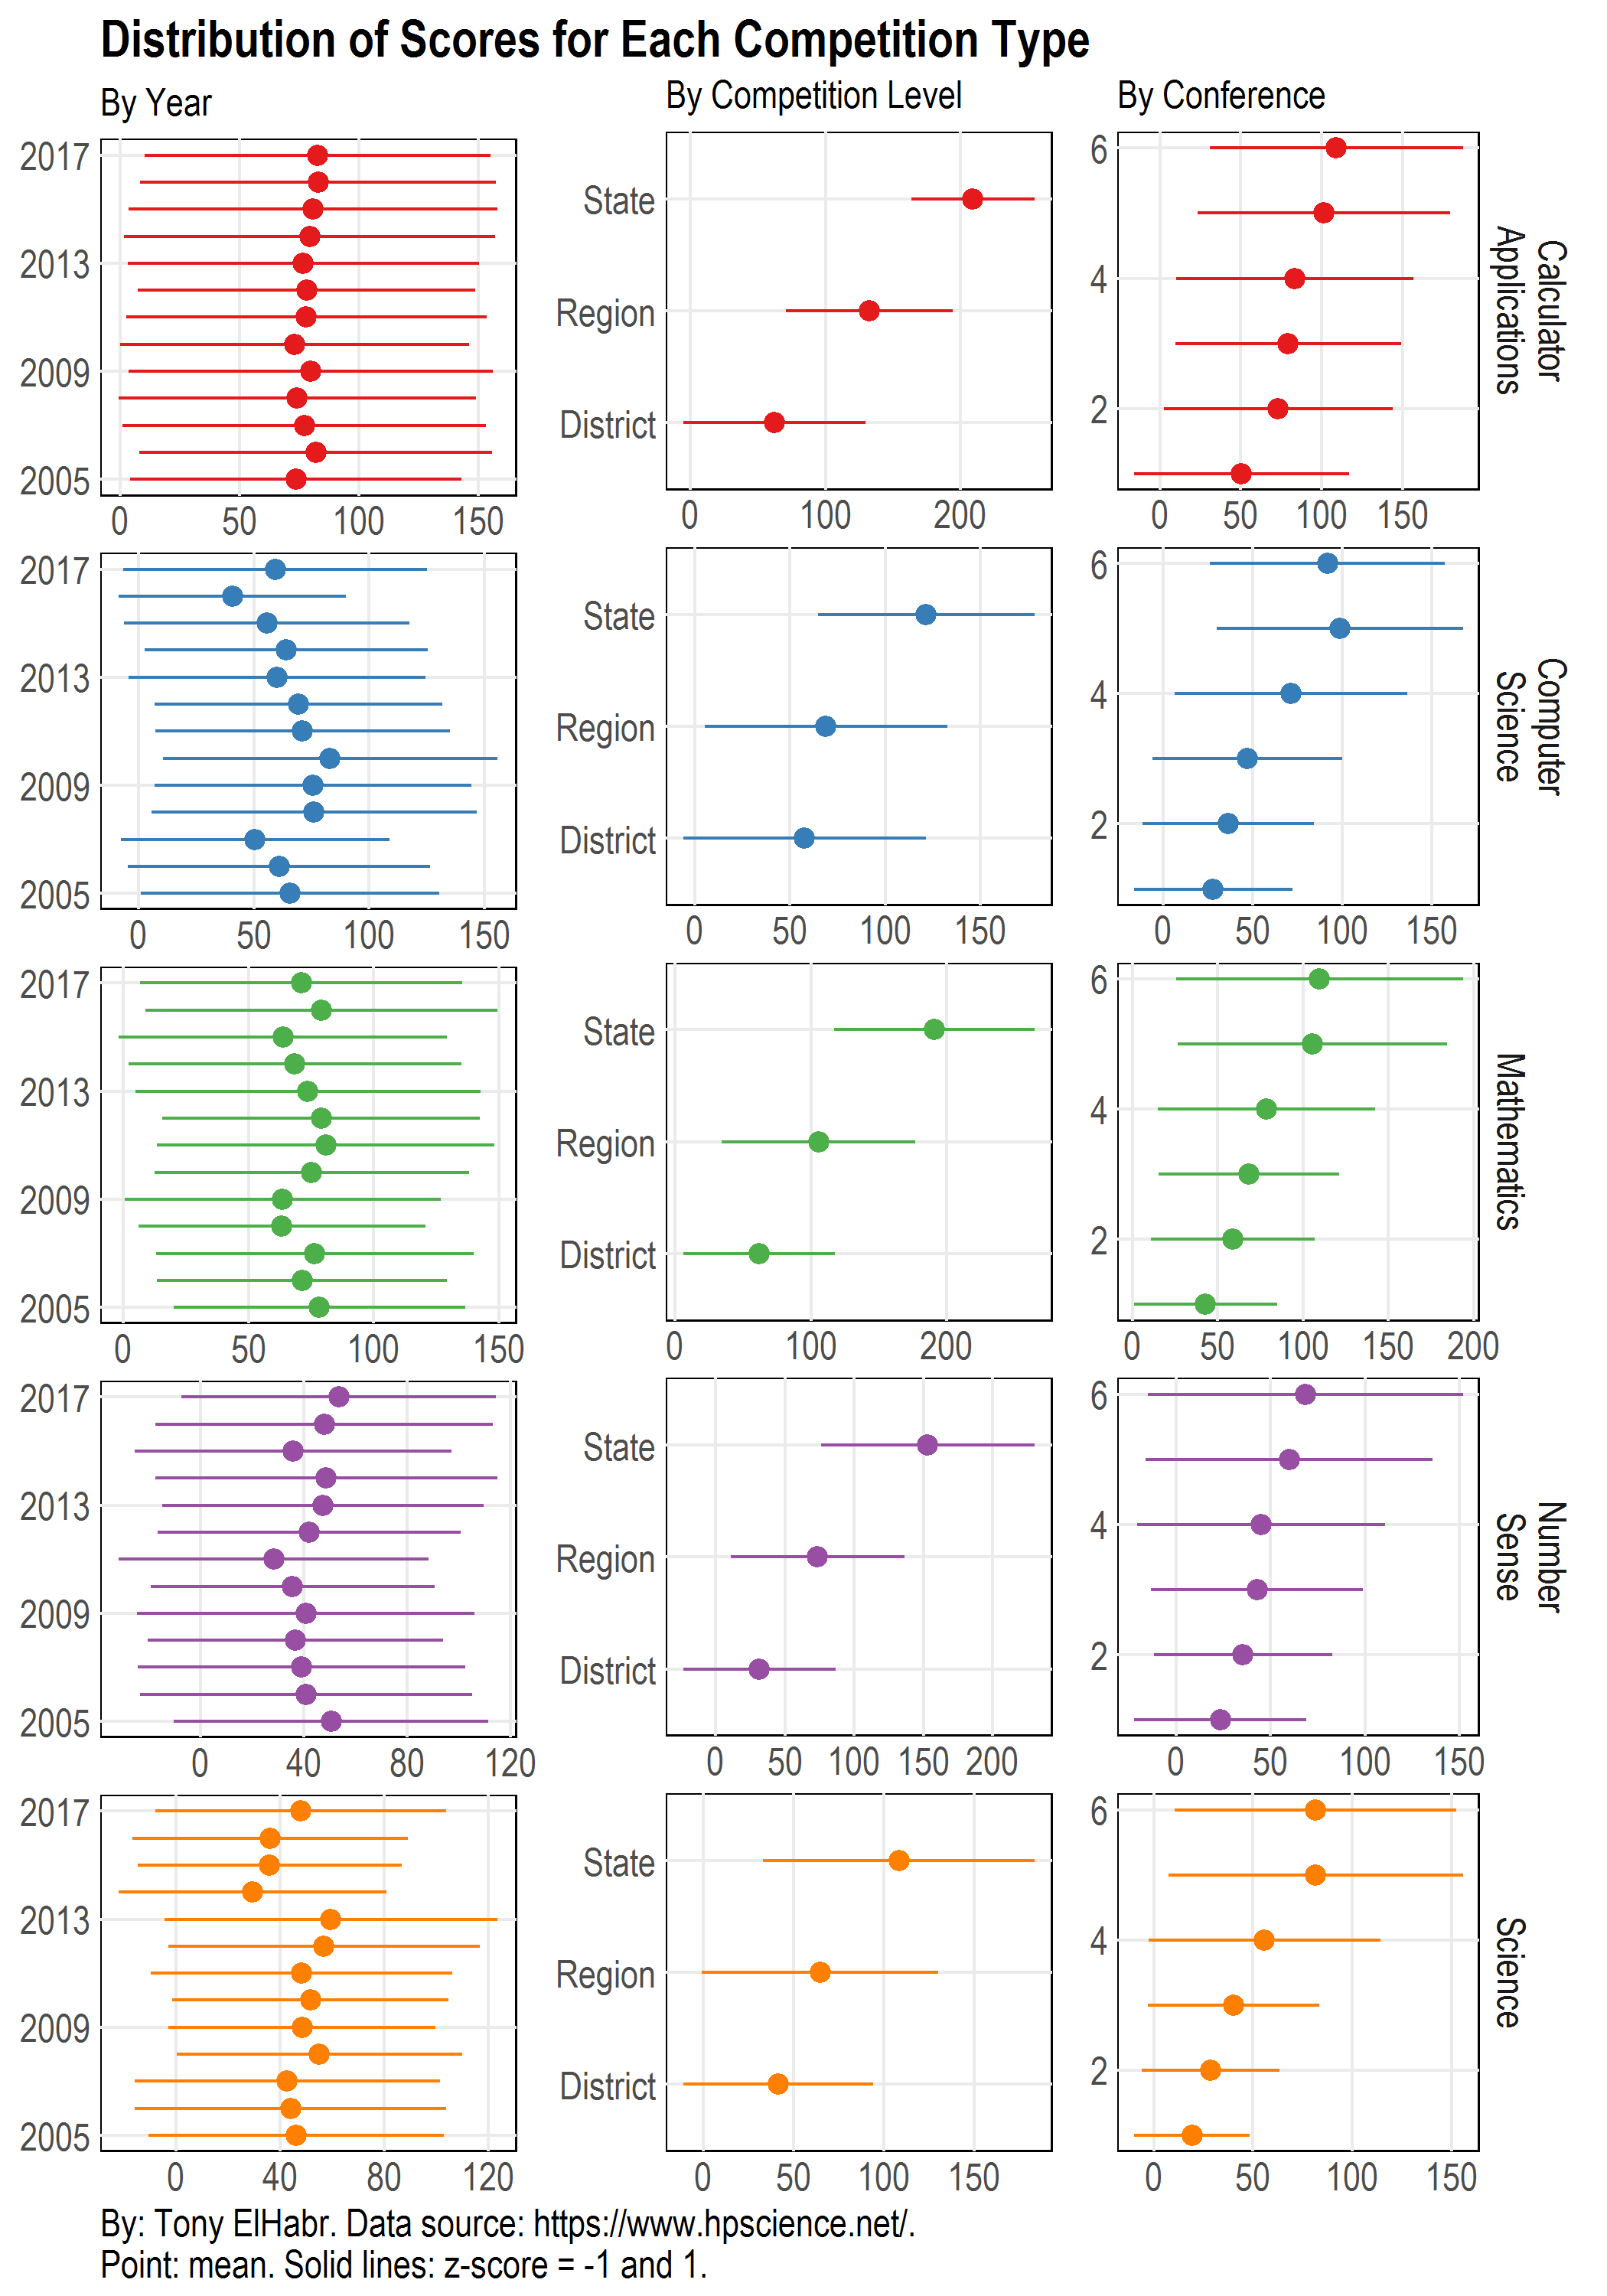 Distribution of Scores for Each Competition Type
By Year
By Competition Level
By Conference
2017
2013
2009
2005
0 50 100 150
State
Region
District
0 100 200
6
4
2
0 50 100 150
Calculator
Applications
2017
2013
2009
2005
0 50 100 150
State
Region
District
0 50 100 150
6
4
2
0 50 100 150
Computer
Science
2017
2013
2009
2005
0 50 100 150
State
Region
District
0 100 200
6
4
2
0 50 100 150 200
Mathematics
2017
2013
2009
2005
0 40 80 120
State
Region
District
0 50 100 150 200
6
4
2
0 50 100 150
Number
Sense
2017
2013
2009
2005
0 40 80 120
State
Region
District
0 50 100 150
6
4
2
0 50 100 150
Science
By: Tony ElHabr. Data source: https://www.hpscience.net/.
Point: mean. Solid lines: z-score = -1 and 1.